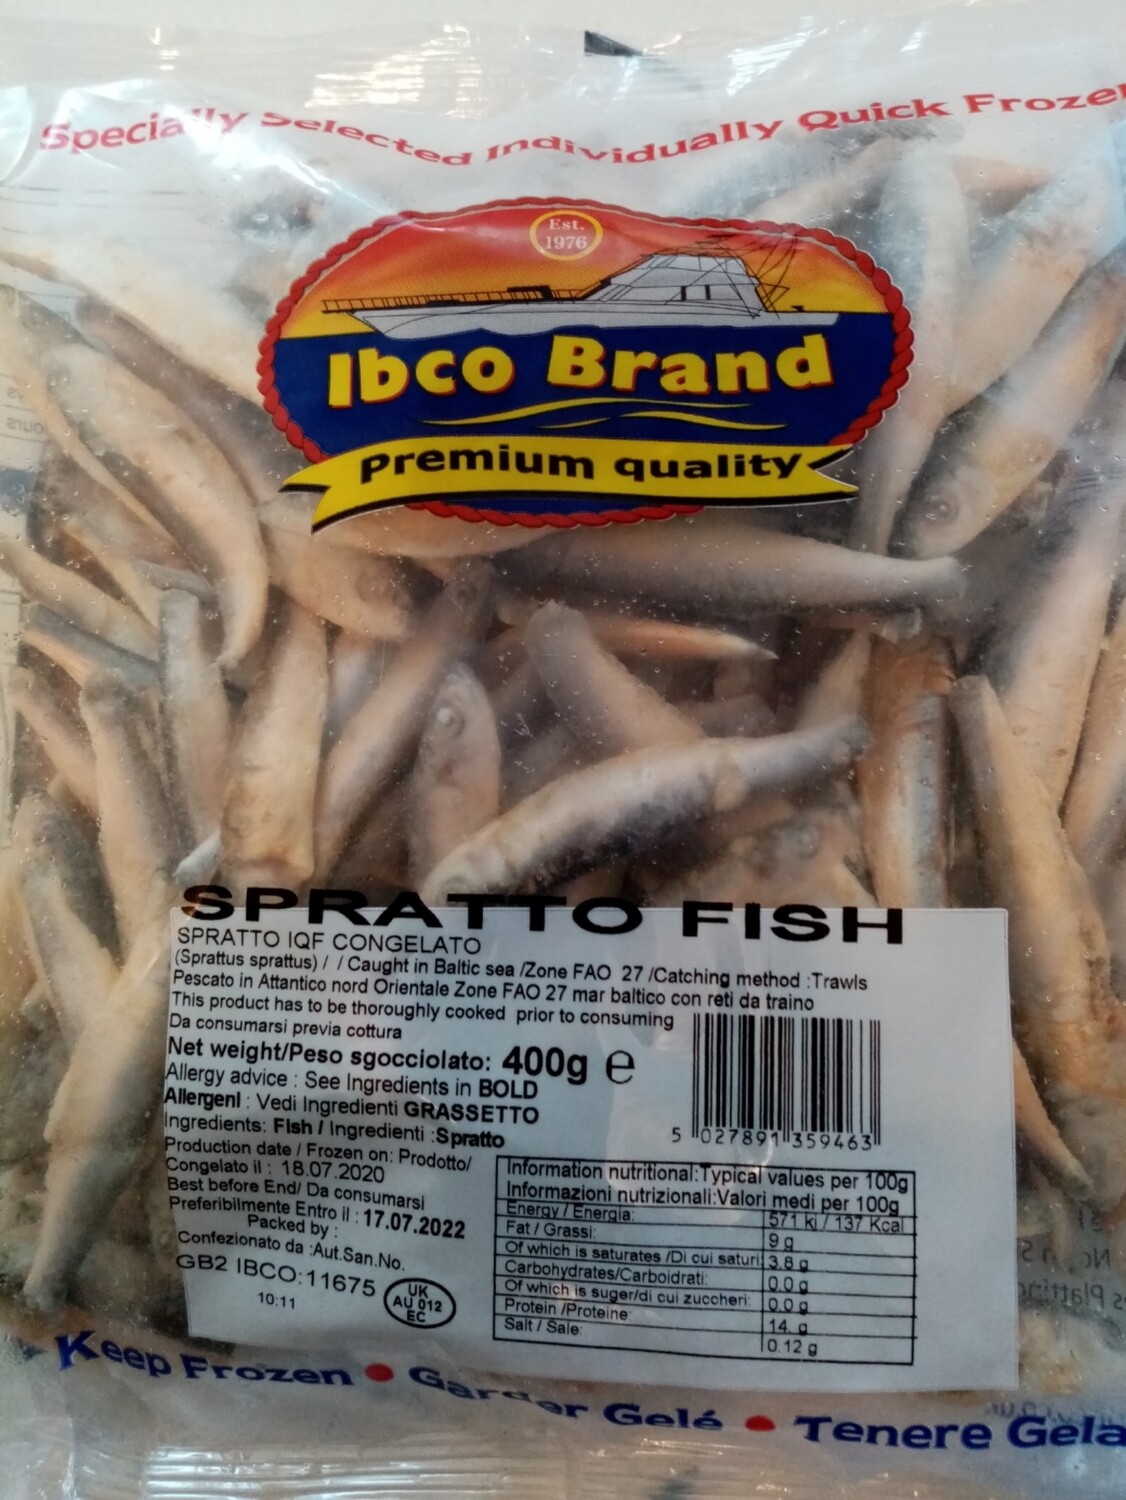 Specially Selected Individually Quick Frozen
Est.
1976
Ibco Brand
Premium quality
SPRATTO FISH
SPRATTO IQF CONGELATO
(Sprattus sprattus) / / Caught in Baltic sea /Zone FAO 27 /Catching method :Trawls
Pescato in Attantico nord Orientale Zone FAO 27 mar baltico con reti da traino
This product has to be thoroughly cooked prior to consuming
Da consumarsi previa cottura
Net weight/Peso sgocciolato: 400g e
Allergy advice : See Ingredients in BOLD
Allergenl : Vedi Ingredienti GRASSETTO
Ingredients: Fish / Ingredienti :Spratto
Production date / Frozen on: Prodotto/
Congelato il : 18.07.2020
Best before End/ Da consumarsi
Preferibilmente Entro il : 17.07.2022
Packed by :
Confezionato da :Aut.San.No.
GB2 IBCO:11675
10:11
UK
AU 012
EC
5 027891 359463
Information nutritional:Typical values per 100g
Informazioni nutrizionali:Valori medi per 100g
Energy / Energia: 571 kj / 137 Kcal
Fat / Grassi: 9 g
Of which is saturates /Di cui saturi: 3.8 g
Carbohydrates/Carboidrati: 0.0 g
Of which is suger/di cui zuccheri: 0.0 g
Protein /Proteine: 14. g
Salt / Sale: 0.12 g
Keep Frozen • Garder Gelé • Tenere Gela